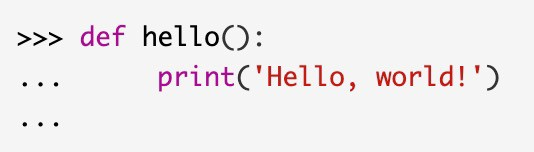 >>> def hello():
...     print('Hello, world!')
...